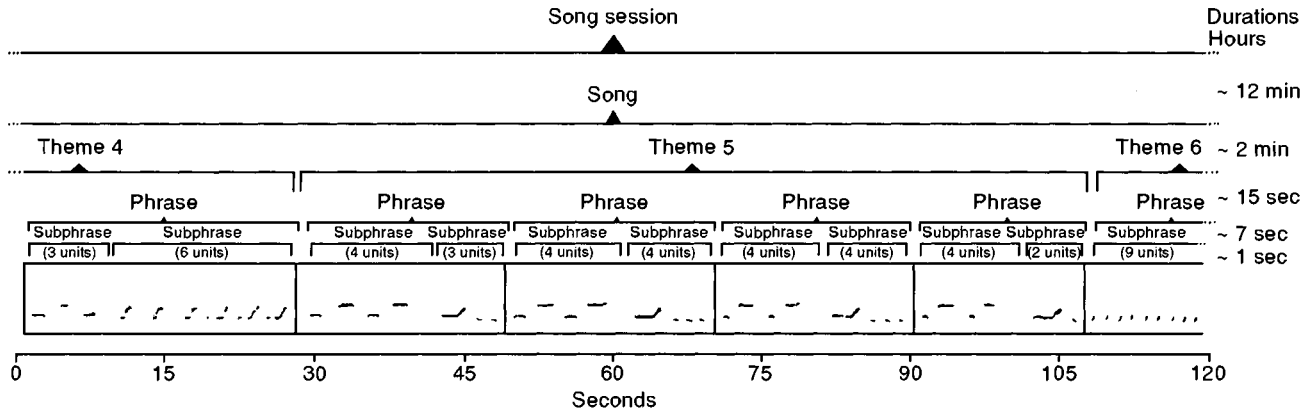 Song session Durations
Hours
Song ~ 12 min
Theme 4 Theme 5 Theme 6 ~ 2 min
Phrase Phrase Phrase Phrase Phrase Phrase ~ 15 sec
Subphrase Subphrase Subphrase Subphrase Subphrase Subphrase Subphrase Subphrase Subphrase Subphrase Subphrase ~ 7 sec
(3 units) (6 units) (4 units) (3 units) (4 units) (4 units) (4 units) (4 units) (4 units) (2 units) (9 units) ~ 1 sec
0 15 30 45 60 75 90 105 120
Seconds